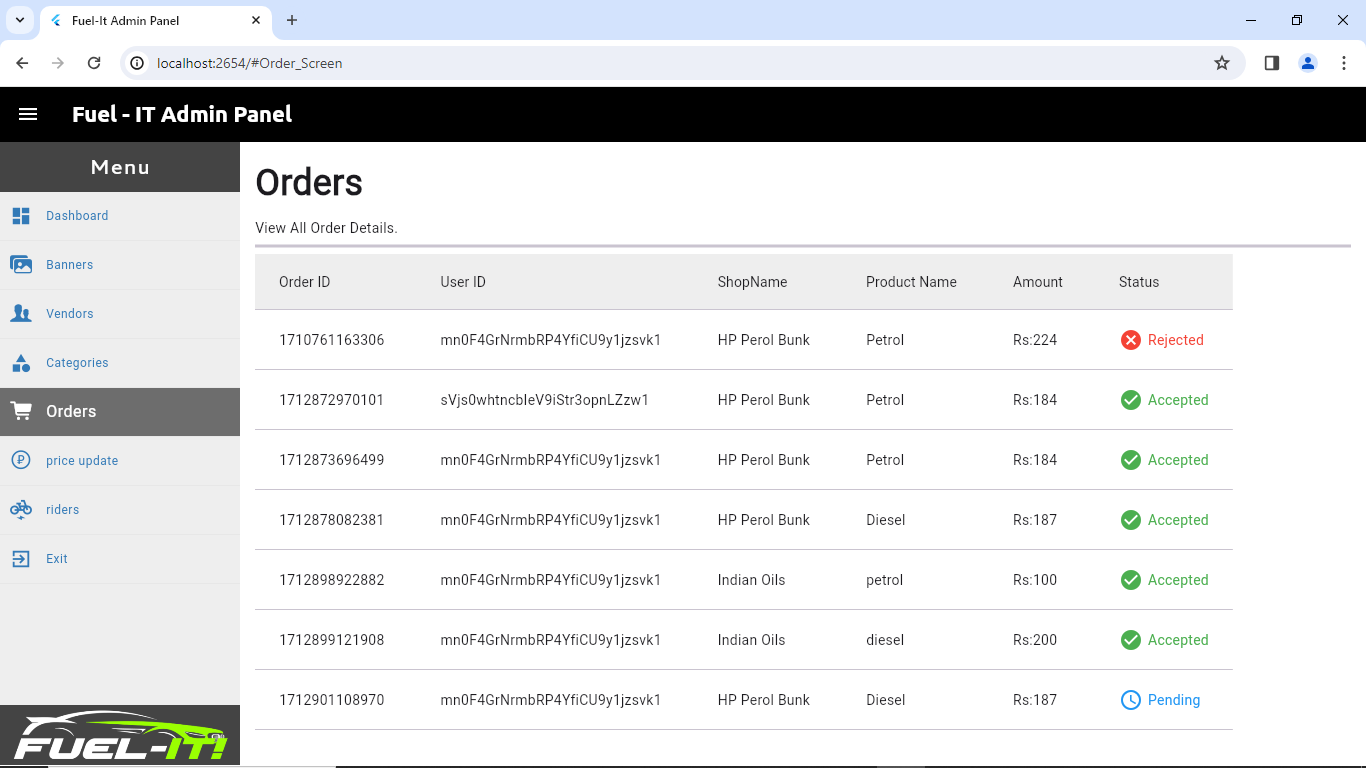 Fuel-It Admin Panel
localhost:2654/#Order_Screen
Fuel - IT Admin Panel
Menu
Dashboard
Banners
Vendors
Categories
Orders
price update
riders
Exit
FUEL-IT!
Orders
View All Order Details.
Order ID User ID ShopName Product Name Amount Status
1710761163306 mn0F4GrNrmbRP4YfiCU9y1jzsvk1 HP Perol Bunk Petrol Rs:224 Rejected
1712872970101 sVjs0whtncbIeV9iStr3opnLZzw1 HP Perol Bunk Petrol Rs:184 Accepted
1712873696499 mn0F4GrNrmbRP4YfiCU9y1jzsvk1 HP Perol Bunk Petrol Rs:184 Accepted
1712878082381 mn0F4GrNrmbRP4YfiCU9y1jzsvk1 HP Perol Bunk Diesel Rs:187 Accepted
1712898922882 mn0F4GrNrmbRP4YfiCU9y1jzsvk1 Indian Oils petrol Rs:100 Accepted
1712899121908 mn0F4GrNrmbRP4YfiCU9y1jzsvk1 Indian Oils diesel Rs:200 Accepted
1712901108970 mn0F4GrNrmbRP4YfiCU9y1jzsvk1 HP Perol Bunk Diesel Rs:187 Pending